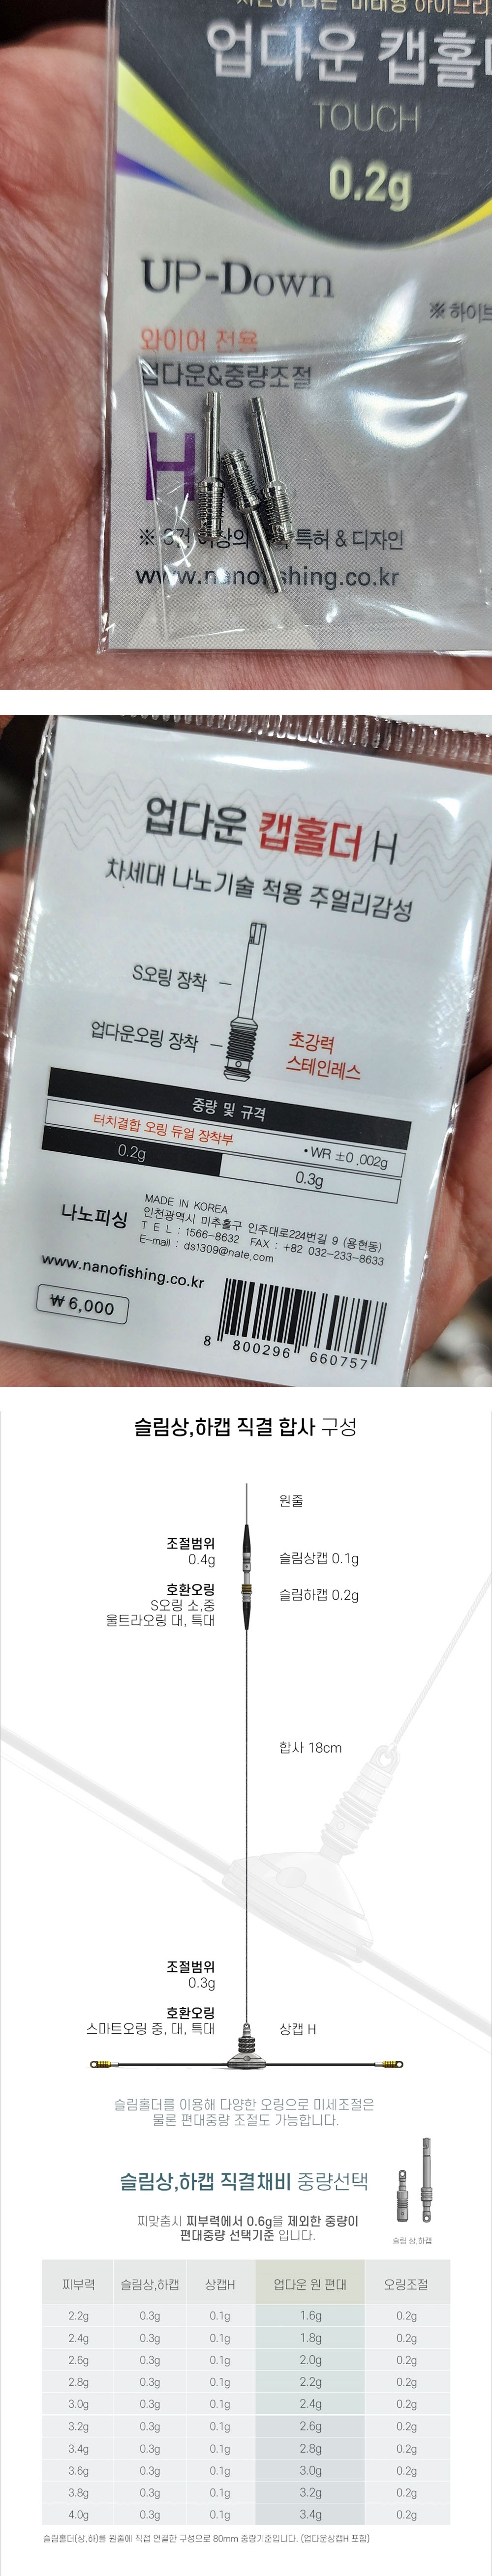 업다운 캡홀
TOUCH
0.2g
UP-Down
※ 하이브
와이어 전용
업다운&중량조절
H
특허 & 디자인
www.nanofishing.co.kr
업다운 캡홀더 H
차세대 나노기술 적용 주얼리감성
S오링 장착
업다운오링 장착
초강력
스테인레스
중량 및 규격
터치결합 오링 듀얼 장착부
• WR ±0.002g
0.2g
0.3g
나노피싱
MADE IN KOREA
인천광역시 미추홀구 인주대로224번길 9 (용현동)
T E L : 1566-8632 FAX : +82 032-233-8633
E-mail : ds1309@nate.com
www.nanofishing.co.kr
₩ 6,000
8 800296 660757
슬림상,하캡 직결 합사 구성
원줄
조절범위
0.4g
슬림상캡 0.1g
호환오링
S오링 소,중
울트라오링 대, 특대
슬림하캡 0.2g
합사 18cm
조절범위
0.3g
호환오링
스마트오링 중, 대, 특대
상캡 H
슬림홀더를 이용해 다양한 오링으로 미세조절은
물론 편대중량 조절도 가능합니다.
슬림상,하캡 직결채비 중량선택
찌맞춤시 찌부력에서 0.6g을 제외한 중량이
편대중량 선택기준 입니다.
슬림 상,하캡
찌부력 슬림상,하캡 상캡H 업다운 원 편대 오링조절
2.2g 0.3g 0.1g 1.6g 0.2g
2.4g 0.3g 0.1g 1.8g 0.2g
2.6g 0.3g 0.1g 2.0g 0.2g
2.8g 0.3g 0.1g 2.2g 0.2g
3.0g 0.3g 0.1g 2.4g 0.2g
3.2g 0.3g 0.1g 2.6g 0.2g
3.4g 0.3g 0.1g 2.8g 0.2g
3.6g 0.3g 0.1g 3.0g 0.2g
3.8g 0.3g 0.1g 3.2g 0.2g
4.0g 0.3g 0.1g 3.4g 0.2g
슬림홀더(상,하)를 원줄에 직접 연결한 구성으로 80mm 중량기준입니다. (업다운상캡H 포함)